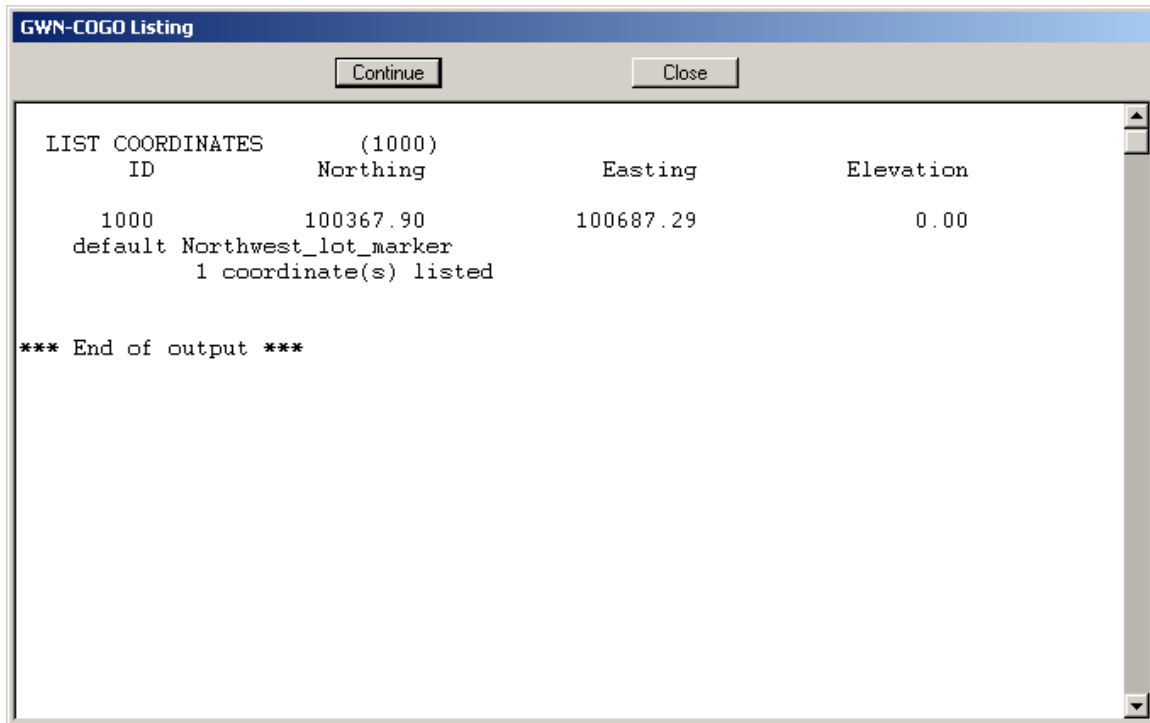 GWN-COGO Listing
Continue Close
LIST COORDINATES (1000)
ID Northing Easting Elevation
1000 100367.90 100687.29 0.00
default Northwest_lot_marker
1 coordinate(s) listed
*** End of output ***